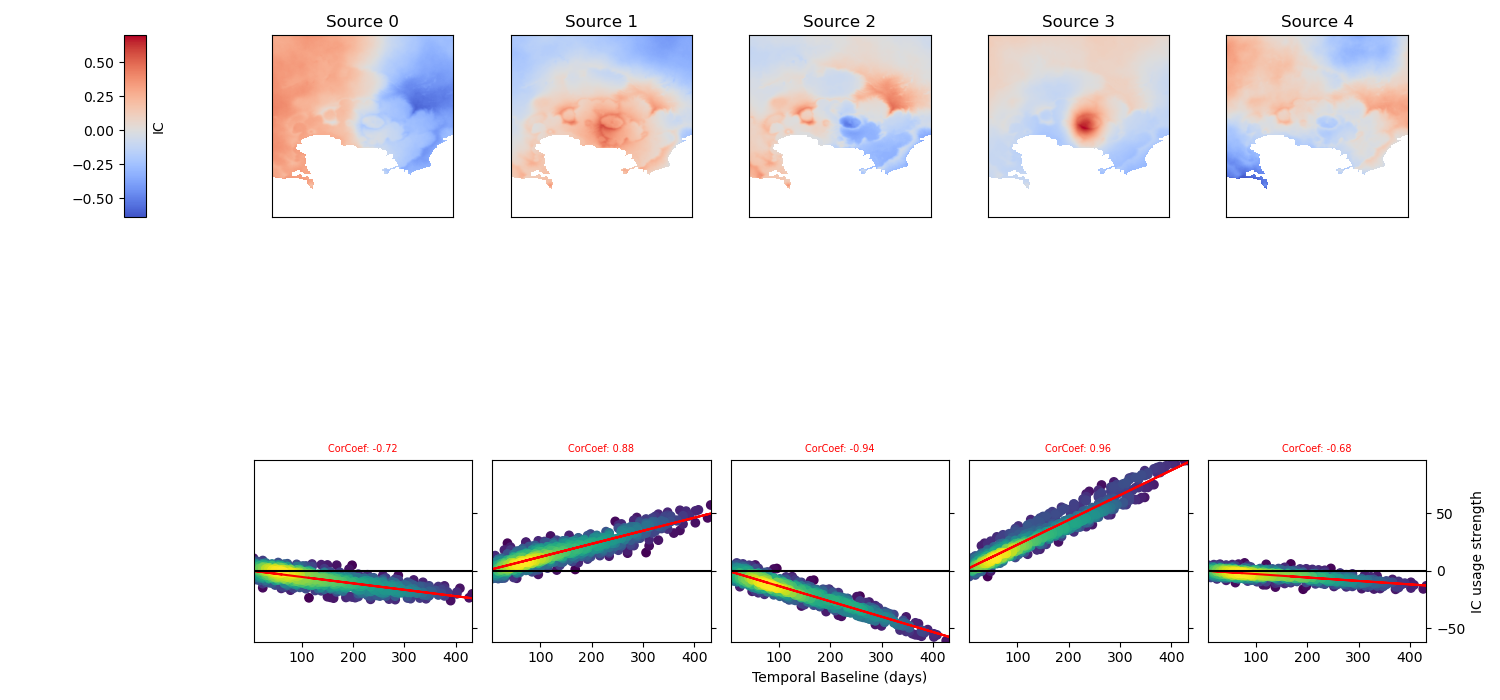 Source 0
Source 1
Source 2
Source 3
Source 4
0.50
0.25
0.00
−0.25
−0.50
IC
CorCoef: -0.72
CorCoef: 0.88
CorCoef: -0.94
CorCoef: 0.96
CorCoef: -0.68
50
0
−50
IC usage strength
100 200 300 400
100 200 300 400
100 200 300 400
100 200 300 400
100 200 300 400
Temporal Baseline (days)